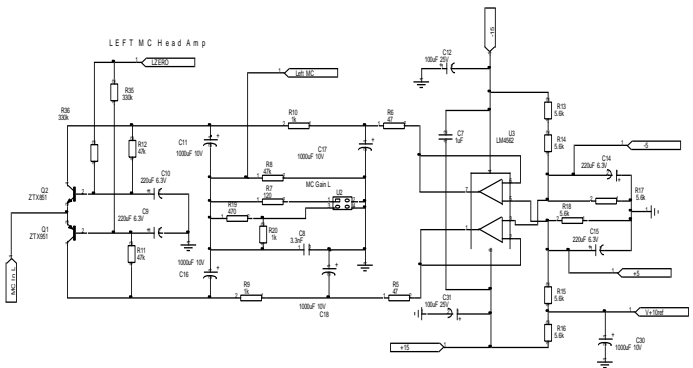 LEFT MC Head Amp
LZERO
R35
330k
R36
330k
R12
47k
C10
220uF 6.3V
C9
220uF 6.3V
Q2
ZTX851
Q1
ZTX951
R11
47k
MC In L
Left MC
R10
1k
C11
1000uF 10V
C17
1000uF 10V
R8
47k
R7
120
MC Gain L
U2
R19
470
R20
1k
C8
3.3nF
C16
1000uF 10V
C18
1000uF 10V
R9
1k
R5
47
R6
47
C12
100uF 25V
-15
C7
1uF
U3
LM4562
R13
5.6k
R14
5.6k
-5
C14
220uF 6.3V
R17
5.6k
R18
5.6k
C15
220uF 6.3V
+5
R15
5.6k
R16
5.6k
V+10ref
C30
1000uF 10V
C31
100uF 25V
+15